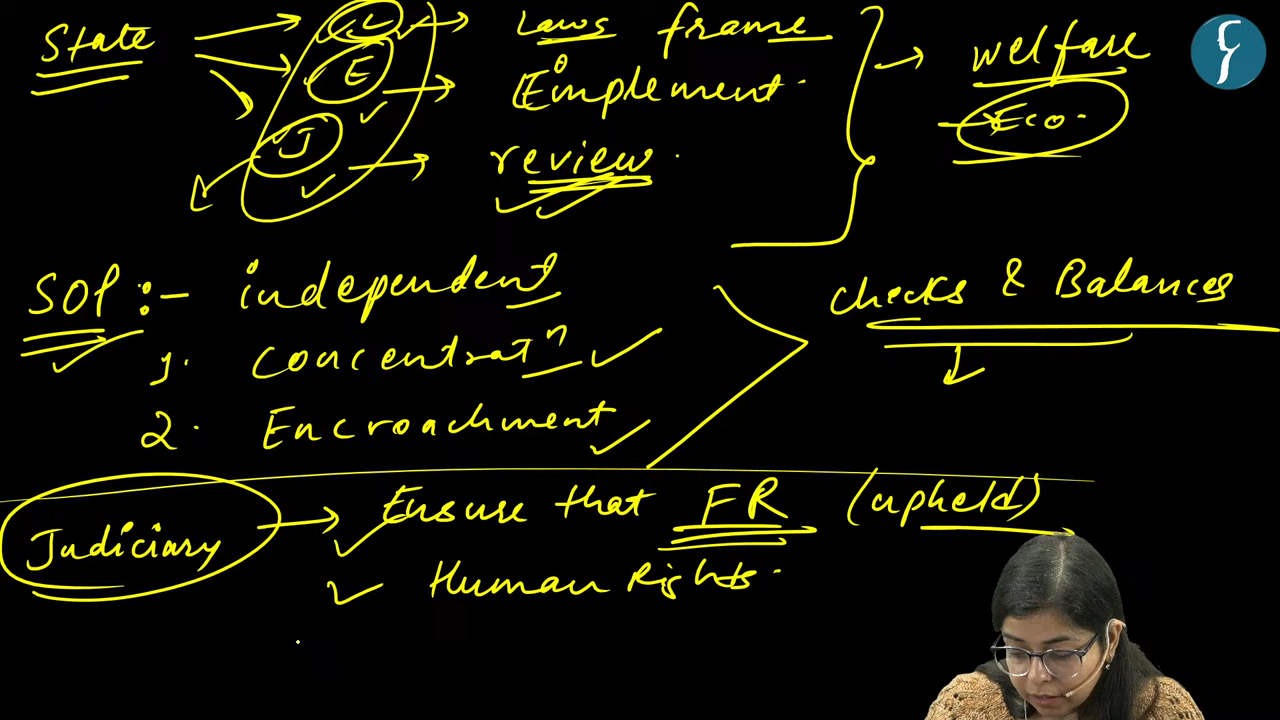 State → L → Laws frame → welfare
E → Eimplement. → Eco.
J → review.
SOP :- independent
checks & Balances
1. Concentratn
2. Encroachment
Judiciary → Ensure that FR (upheld)
Human Rights.